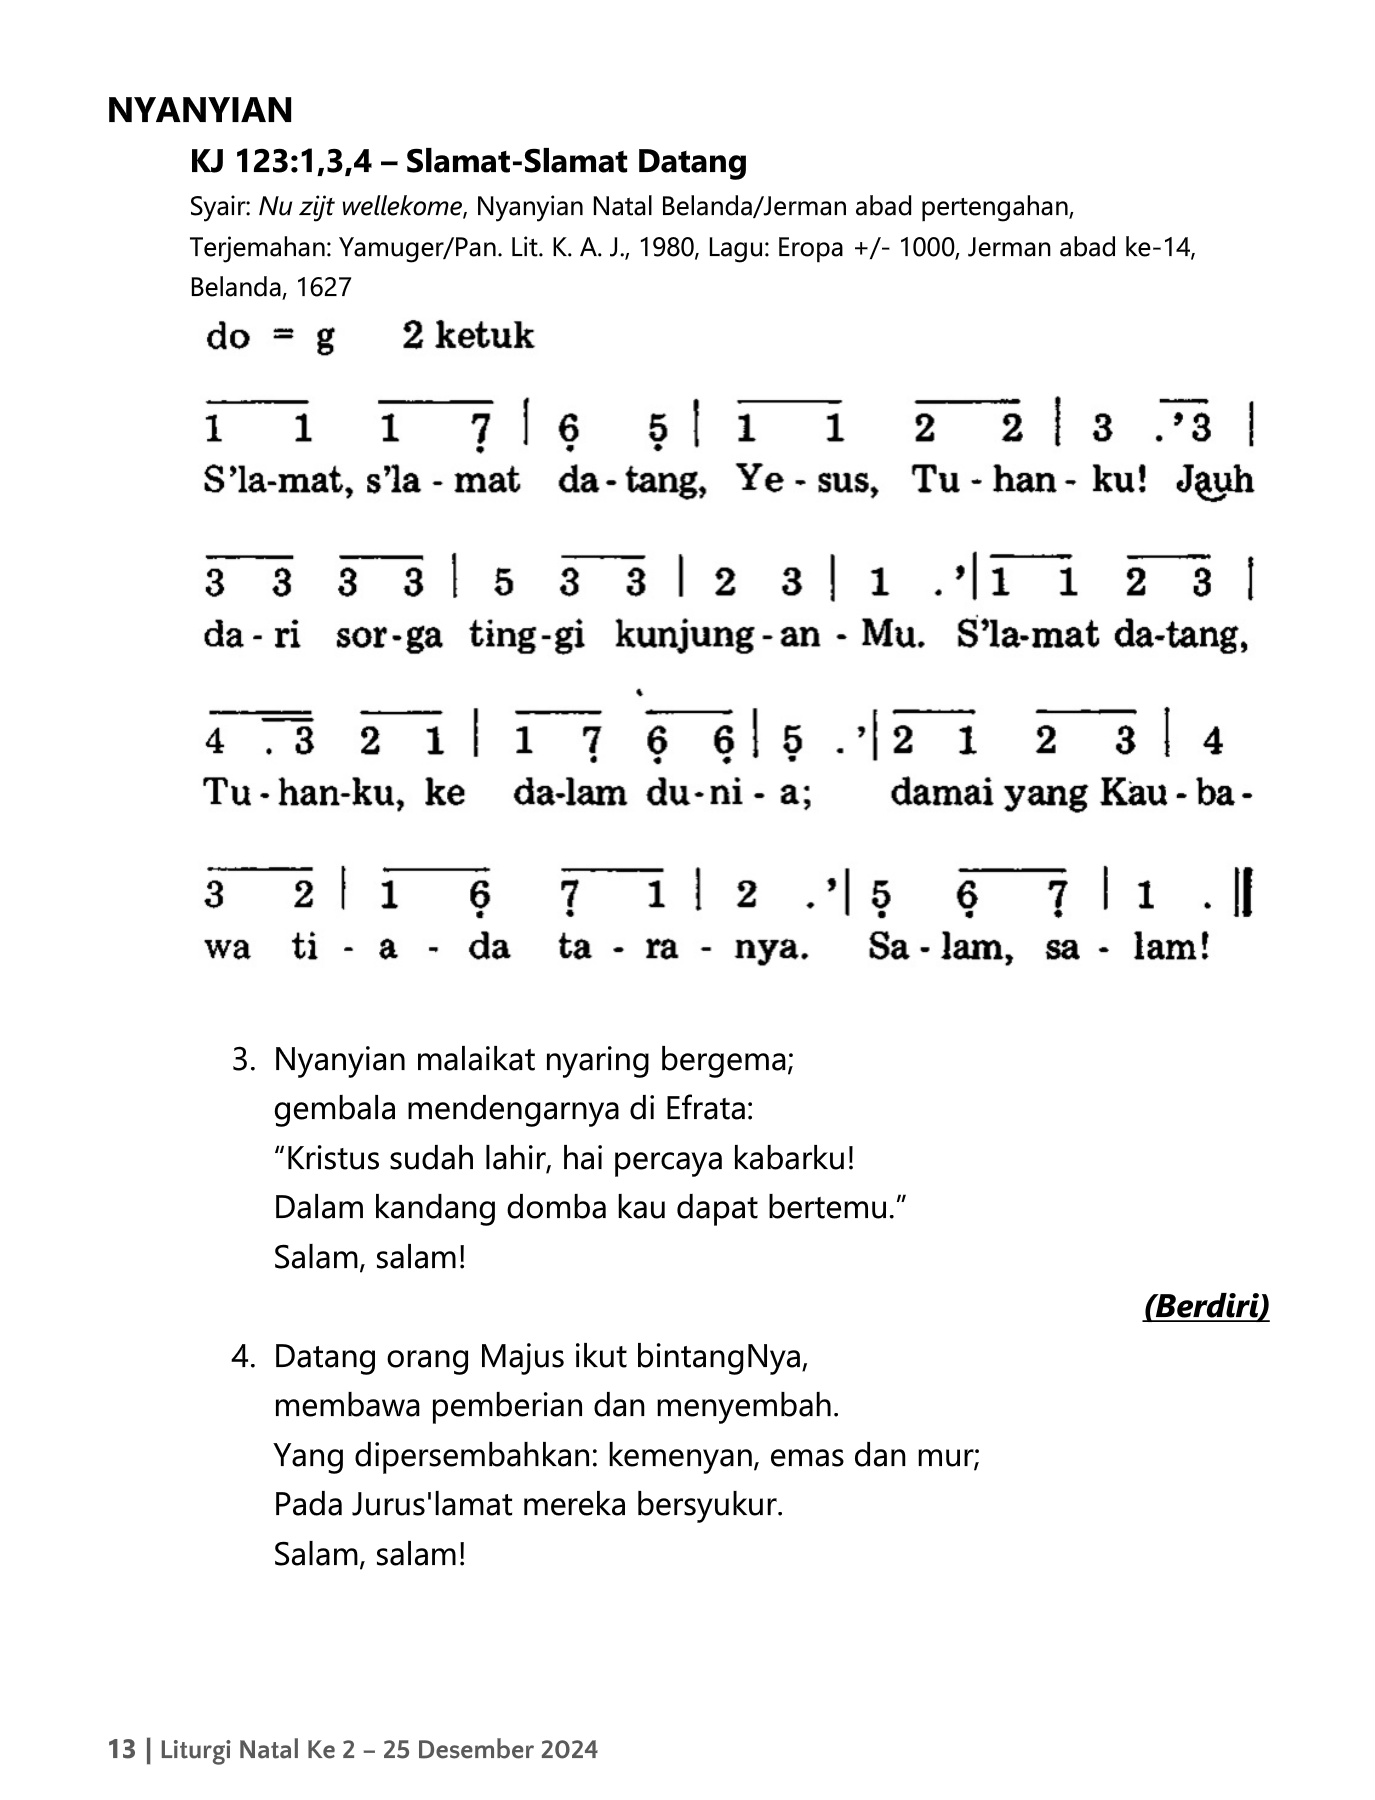 NYANYIAN
KJ 123:1,3,4 – Slamat-Slamat Datang
Syair: Nu zijt wellekome, Nyanyian Natal Belanda/Jerman abad pertengahan,
Terjemahan: Yamuger/Pan. Lit. K. A. J., 1980, Lagu: Eropa +/- 1000, Jerman abad ke-14,
Belanda, 1627
do = g 2 ketuk
1 1 1 7̣ | 6̣ 5̣ | 1 1 2 2 | 3 .’3 |
S’la-mat, s’la - mat da - tang, Ye - sus, Tu - han - ku! Jauh
3 3 3 3 | 5 3 3 | 2 3 | 1 .’| 1 1 2 3 |
da - ri sor-ga ting-gi kunjung - an - Mu. S’la-mat da-tang,
4 . 3 2 1 | 1 7̣ 6̣ 6̣ | 5̣ .’| 2 1 2 3 | 4
Tu - han-ku, ke da-lam du-ni - a; damai yang Kau - ba -
3 2 | 1 6̣ 7̣ 1 | 2 .’| 5̣ 6̣ 7̣ | 1 . ||
wa ti - a - da ta - ra - nya. Sa - lam, sa - lam!
3. Nyanyian malaikat nyaring bergema;
gembala mendengarnya di Efrata:
“Kristus sudah lahir, hai percaya kabarku!
Dalam kandang domba kau dapat bertemu.”
Salam, salam!
(Berdiri)
4. Datang orang Majus ikut bintangNya,
membawa pemberian dan menyembah.
Yang dipersembahkan: kemenyan, emas dan mur;
Pada Jurus'lamat mereka bersyukur.
Salam, salam!
13 | Liturgi Natal Ke 2 – 25 Desember 2024